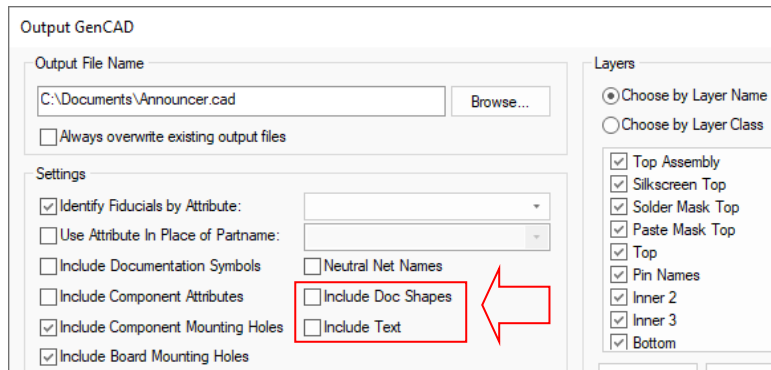 Output GenCAD
Output File Name
C:\Documents\Announcer.cad
Browse...
Always overwrite existing output files
Settings
Identify Fiducials by Attribute:
Use Attribute In Place of Partname:
Include Documentation Symbols
Neutral Net Names
Include Component Attributes
Include Doc Shapes
Include Component Mounting Holes
Include Text
Include Board Mounting Holes
Layers
Choose by Layer Name
Choose by Layer Class
Top Assembly
Silkscreen Top
Solder Mask Top
Paste Mask Top
Top
Pin Names
Inner 2
Inner 3
Bottom